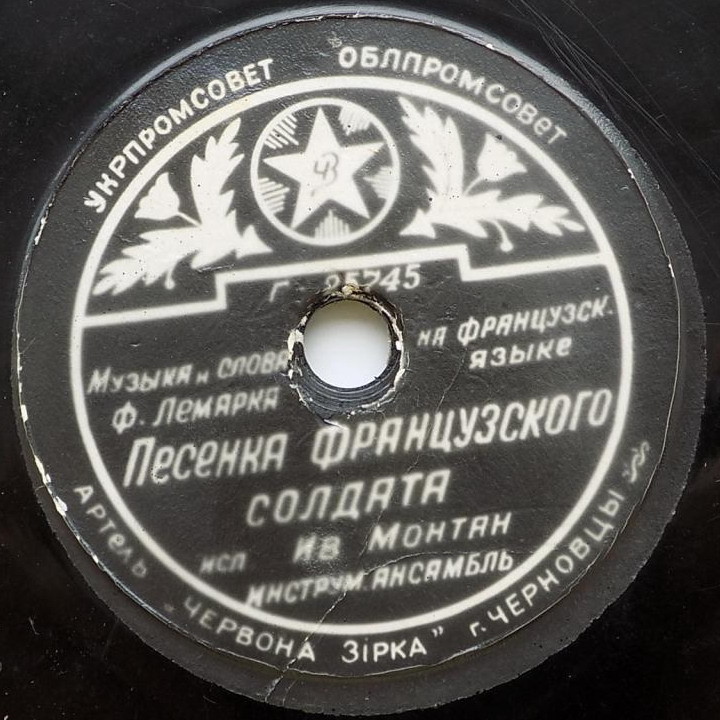 УКРПРОМСОВЕТ ОБЛПРОМСОВЕТ
ЧВ
Г 25745
МУЗЫКА И СЛОВА
Ф. ЛЕМАРКА
НА ФРАНЦУЗСК.
ЯЗЫКЕ
ПЕСЕНКА ФРАНЦУЗСКОГО
СОЛДАТА
ИСП ИВ МОНТАН
ИНСТРУМ. АНСАМБЛЬ
АРТЕЛЬ „ЧЕРВОНА ЗІРКА" г. ЧЕРНОВЦЫ